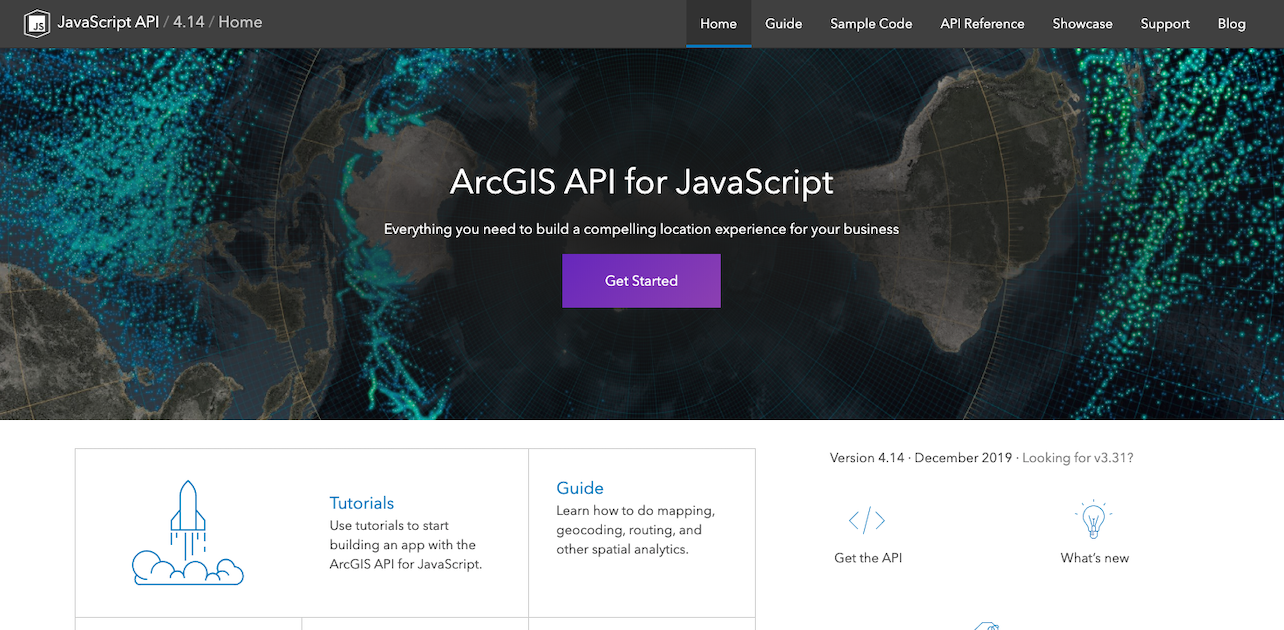 JS JavaScript API / 4.14 / Home
Home Guide Sample Code API Reference Showcase Support Blog
ArcGIS API for JavaScript
Everything you need to build a compelling location experience for your business
Get Started
Tutorials
Use tutorials to start
building an app with the
ArcGIS API for JavaScript.
Guide
Learn how to do mapping,
geocoding, routing, and
other spatial analytics.
Version 4.14 · December 2019 · Looking for v3.31?
Get the API
What's new